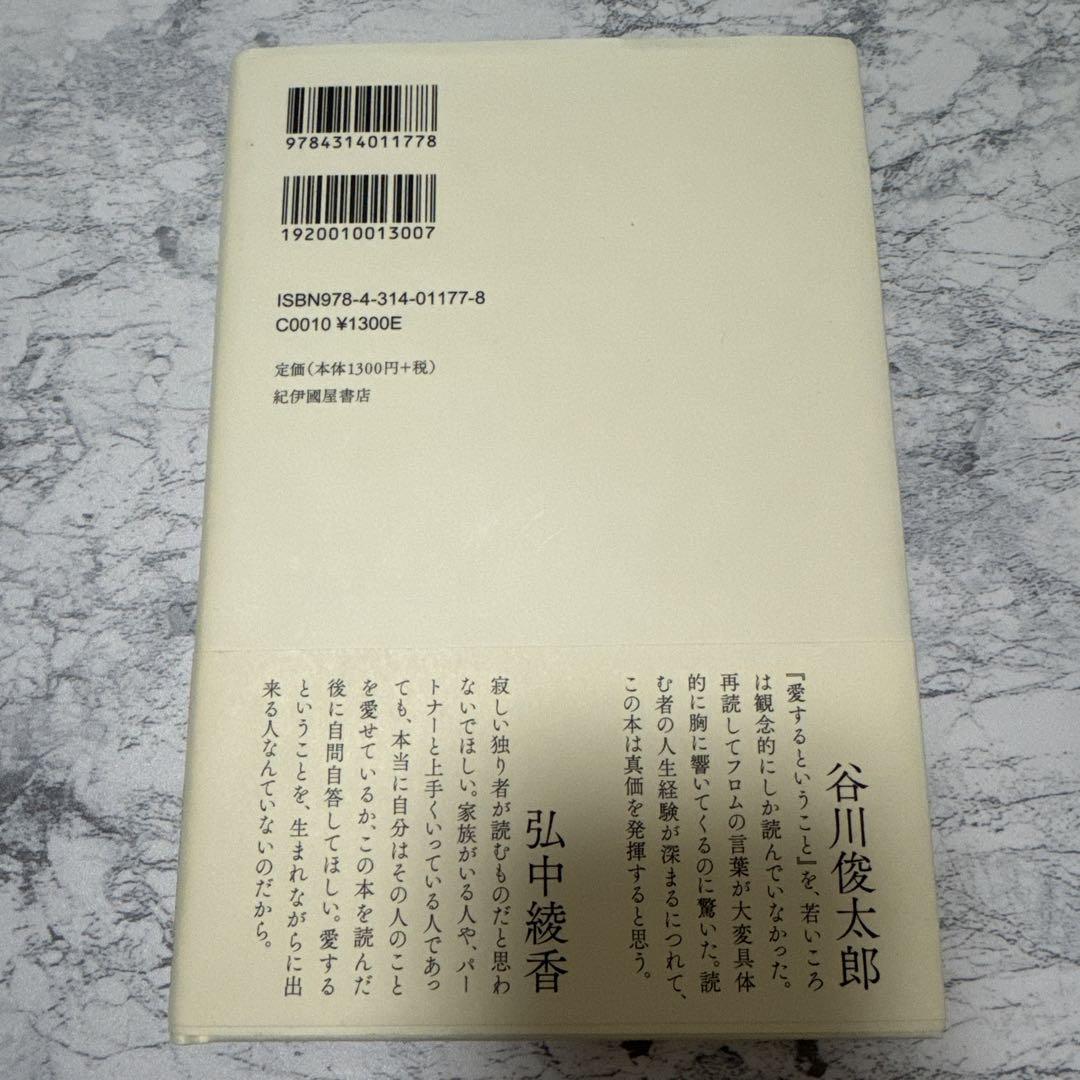 9784314011778
1920010013007
ISBN978-4-314-01177-8
C0010 ¥1300E
定価(本体1300円+税)
紀伊國屋書店
谷川俊太郎
『愛するということ』を、若いころ
は観念的にしか読んでいなかった。
再読してフロムの言葉が大変具体
的に胸に響いてくるのに驚いた。読
む者の人生経験が深まるにつれて、
この本は真価を発揮すると思う。
弘中綾香
寂しい独り者が読むものだと思わ
ないでほしい。家族がいる人や、パー
トナーと上手くいっている人であっ
ても、本当に自分はその人のこと
を愛せているか、この本を読んだ
後に自問自答してほしい。愛する
ということを、生まれながらに出
来る人なんていないのだから。